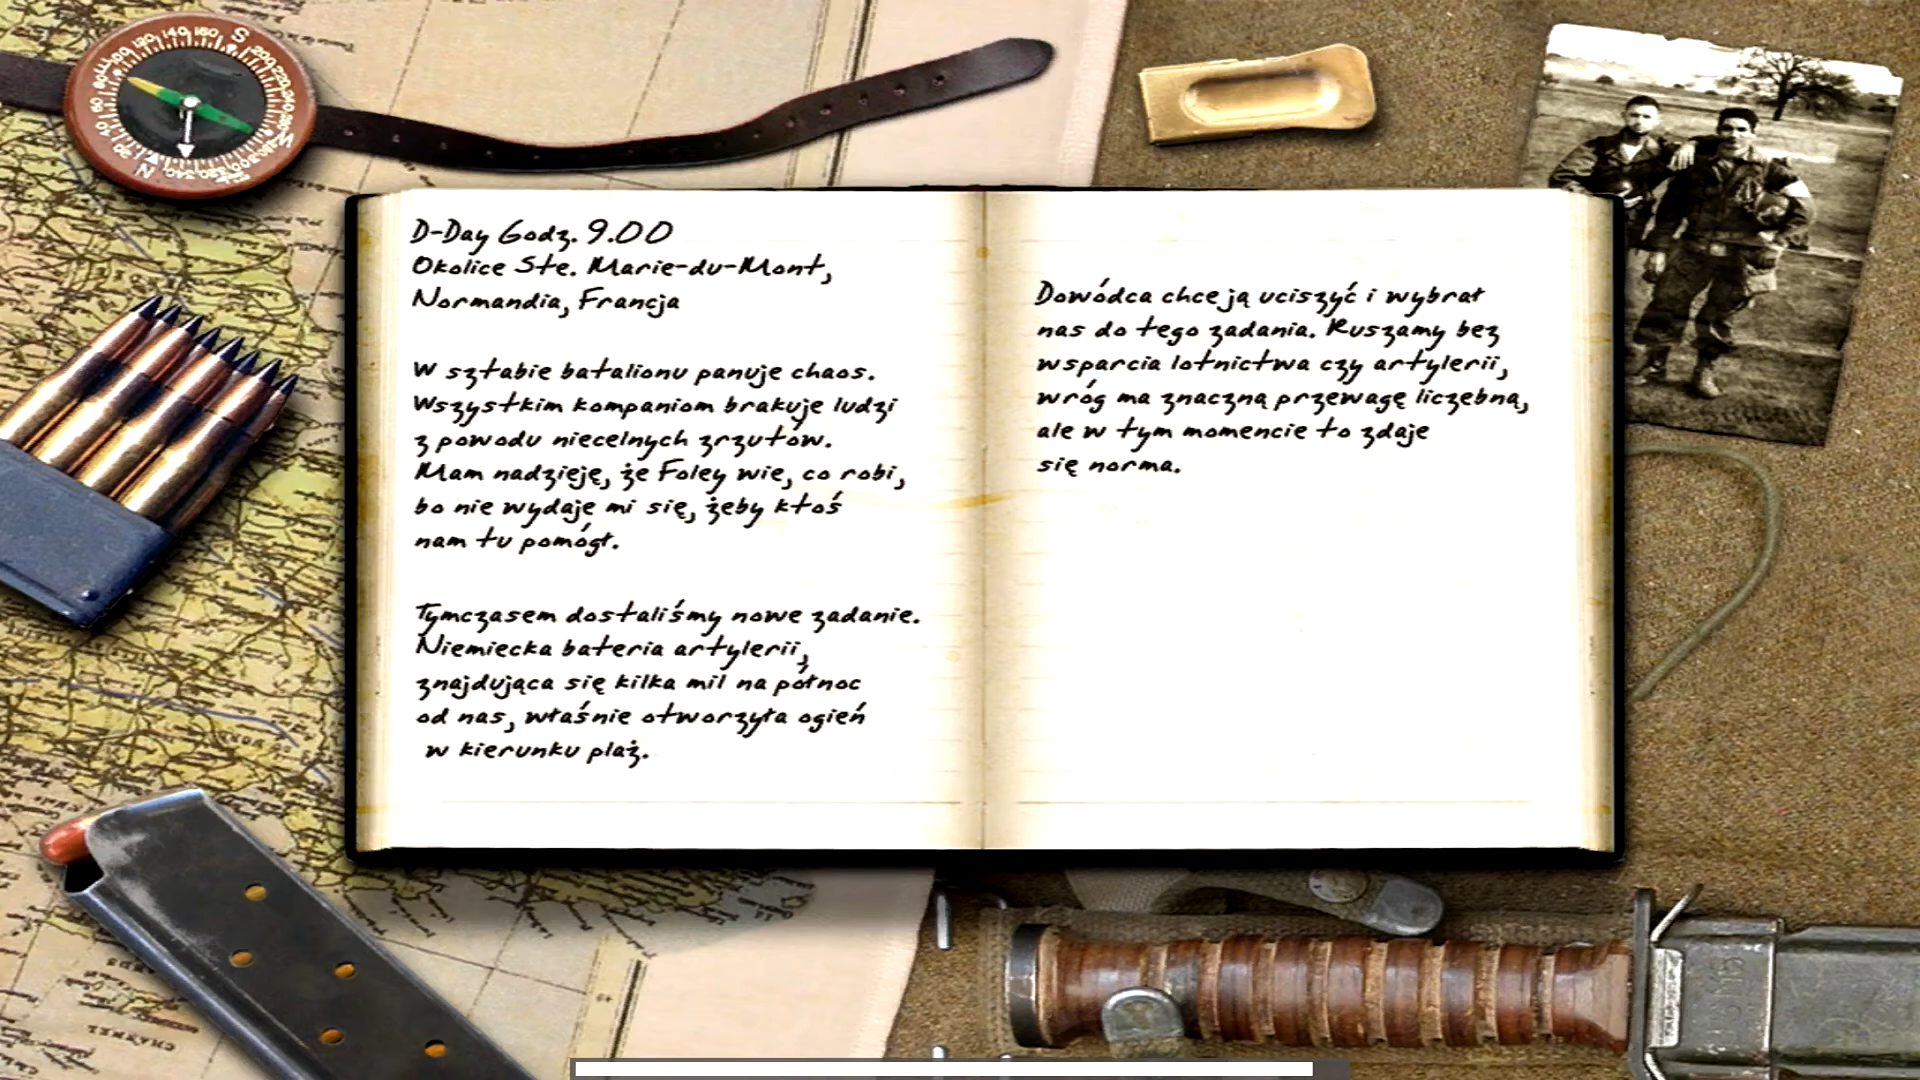 D-Day Godz. 9.00
Okolice Ste. Marie-du-Mont,
Normandia, Francja
W sztabie batalionu panuje chaos.
Wszystkim kompaniom brakuje ludzi
z powodu niecelnych zrzutów.
Mam nadzieję, że Foley wie, co robi,
bo nie wydaje mi się, żeby ktoś
nam tu pomógł.
Tymczasem dostaliśmy nowe zadanie.
Niemiecka bateria artylerii,
znajdująca się kilka mil na północ
od nas, właśnie otworzyła ogień
w kierunku plaż.
Dowódca chce ją uciszyć i wybrał
nas do tego zadania. Ruszamy bez
wsparcia lotnictwa czy artylerii,
wróg ma znaczną przewagę liczebną,
ale w tym momencie to zdaje
się norma.